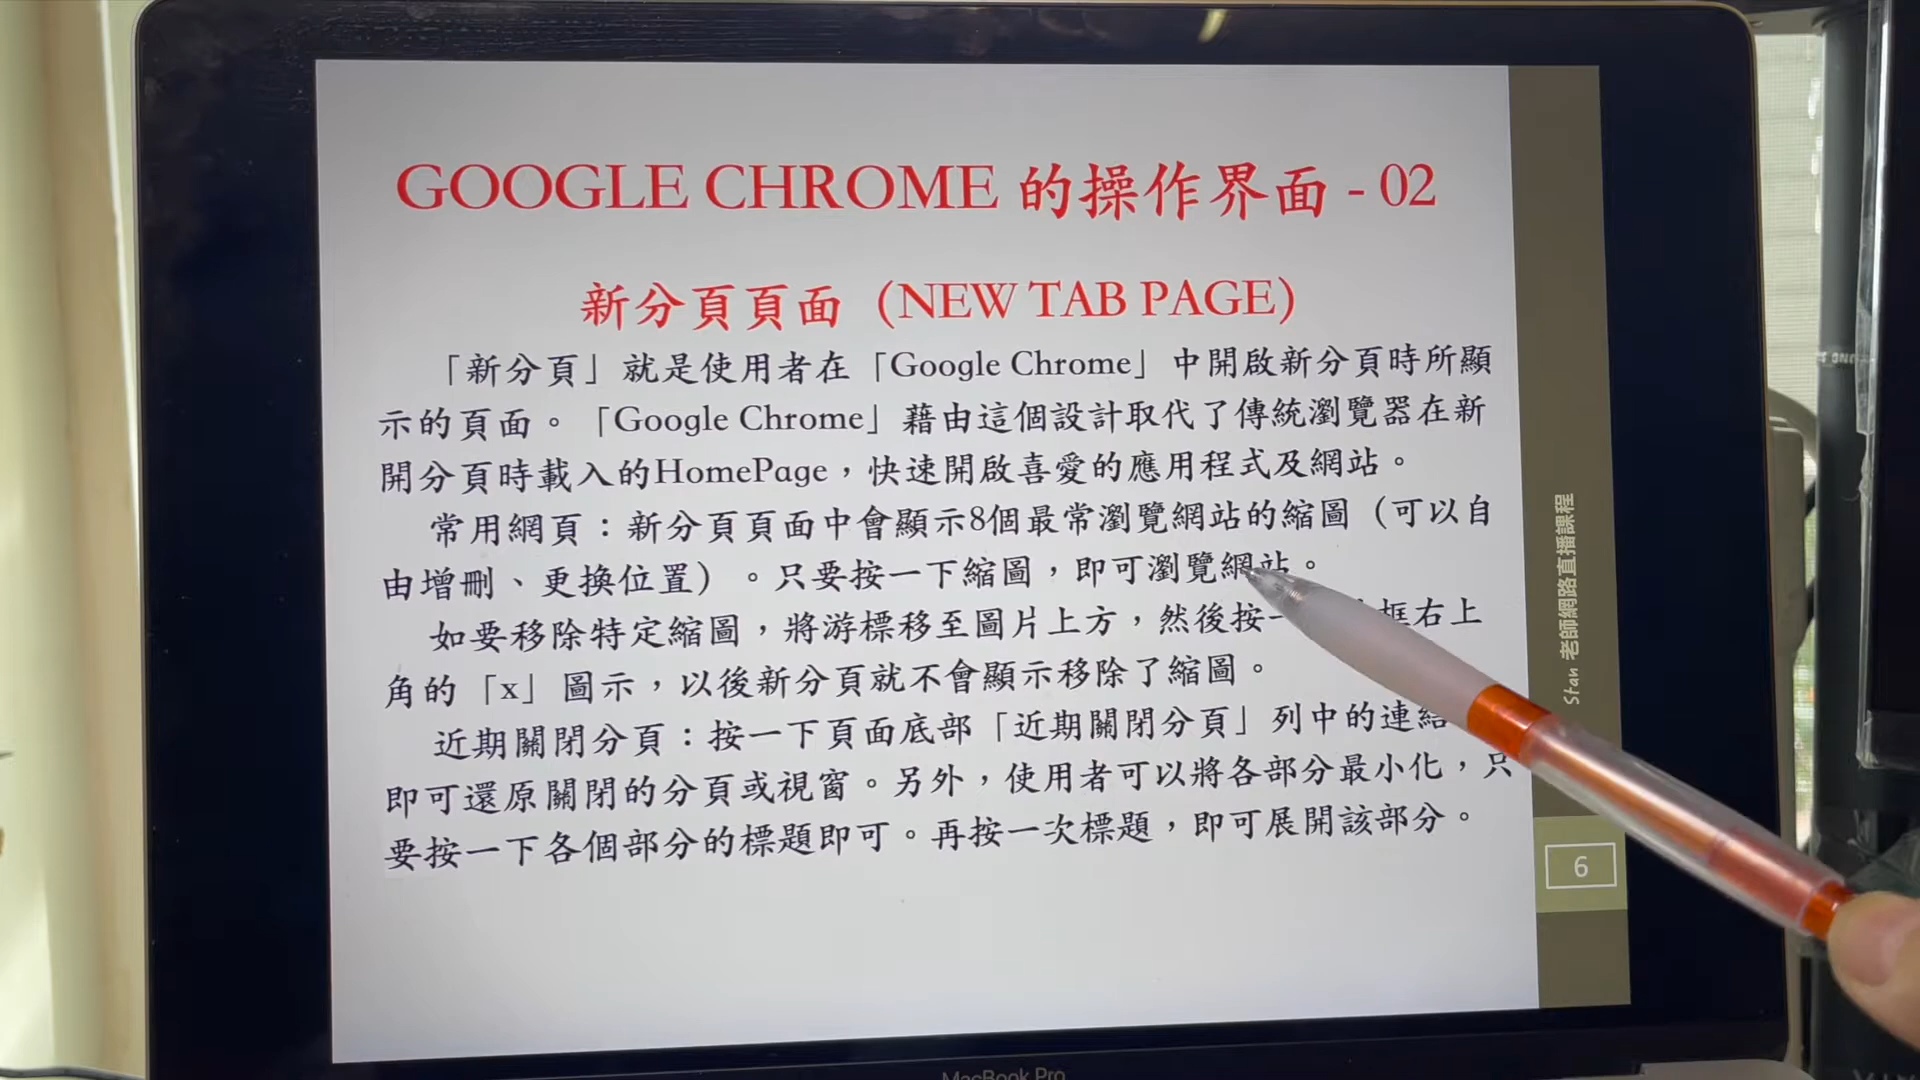 GOOGLE CHROME 的操作界面 - 02
新分頁頁面（NEW TAB PAGE）
「新分頁」就是使用者在「Google Chrome」中開啟新分頁時所顯
示的頁面。「Google Chrome」藉由這個設計取代了傳統瀏覽器在新
開分頁時載入的HomePage，快速開啟喜愛的應用程式及網站。
常用網頁：新分頁頁面中會顯示8個最常瀏覽網站的縮圖（可以自
由增刪、更換位置）。只要按一下縮圖，即可瀏覽網站。
如要移除特定縮圖，將游標移至圖片上方，然後按一框右上
角的「x」圖示，以後新分頁就不會顯示移除了縮圖。
近期關閉分頁：按一下頁面底部「近期關閉分頁」列中的連結
即可還原關閉的分頁或視窗。另外，使用者可以將各部分最小化，只
要按一下各個部分的標題即可。再按一次標題，即可展開該部分。
Stan 老師網路直播課程
6
MacBook Pro